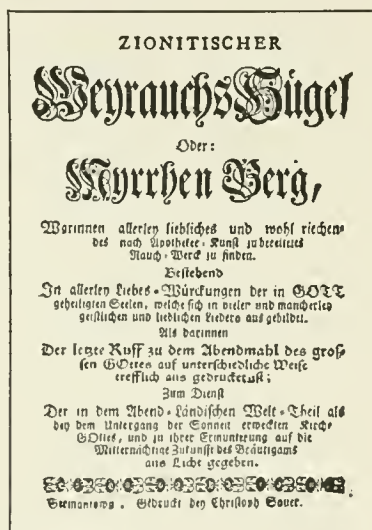 ZIONITISCHER
WeyrauchsHügel
Oder:
Myrrhen Berg,
Worinnen allerley liebliches und wohl riechen-
des nach Apotheker-Kunst zubereitetes
Rauch-Werck zu finden.
Bestehend
In allerley Liebes-Würckungen der in GOTT
geheiligten Seelen, welche sich in vieler und mancherley
geistlichen und lieblichen Liedern aus gebildet.
Als darinnen
Der letzte Ruff zu dem Abendmahl des gros-
sen GOttes auf unterschiedliche Weise
trefflich aus gedrucket ist;
Zum Dienst
Der in dem Abend-Ländischen Welt-Theil als
bey dem Untergang der Sonnen erweckten Kirche
GOttes, und zu ihrer Ermunterung auf die
Mitternächtige Zukunfft des Bräutigams
ans Licht gegeben.
Germantown. Gedruckt bey Christoph Sauer.